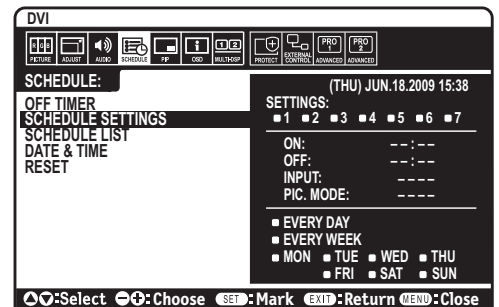 DVI
RGB
PICTURE ADJUST AUDIO SCHEDULE PIP OSD MULTI-DSP PROTECT EXTERNAL CONTROL PRO 1 ADVANCED PRO 2 ADVANCED
SCHEDULE:
OFF TIMER
SCHEDULE SETTINGS
SCHEDULE LIST
DATE & TIME
RESET
(THU) JUN.18.2009 15:38
SETTINGS:
1 2 3 4 5 6 7
ON: --:--
OFF: --:--
INPUT: ----
PIC. MODE: ----
EVERY DAY
EVERY WEEK
MON TUE WED THU
FRI SAT SUN
:Select :Choose SET:Mark EXIT:Return MENU:Close